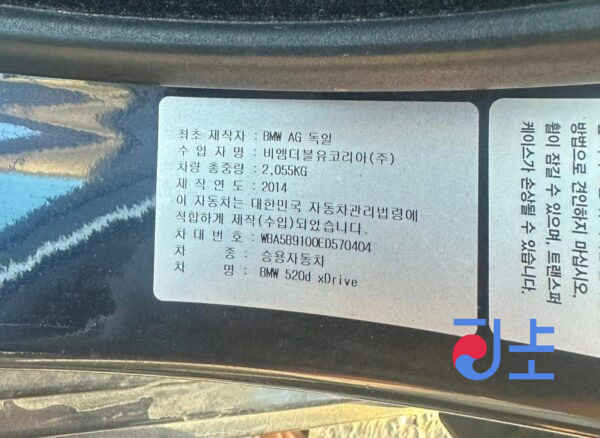 최초 제작자 : BMW AG 독일
수 입 자 명 : 비엠더블유코리아(주)
차량 총중량 : 2,055KG
제 작 연 도 : 2014
이 자동차는 대한민국 자동차관리법령에
적합하게 제작(수입)되었습니다.
차 대 번 호 : WBA5B9100ED570404
차 종 : 승용자동차
차 명 : BMW 520d xDrive
방법으로 견인하지 마십시오.
휠이 잠길 수 있으며, 트랜스퍼
케이스가 손상될 수 있습니다.